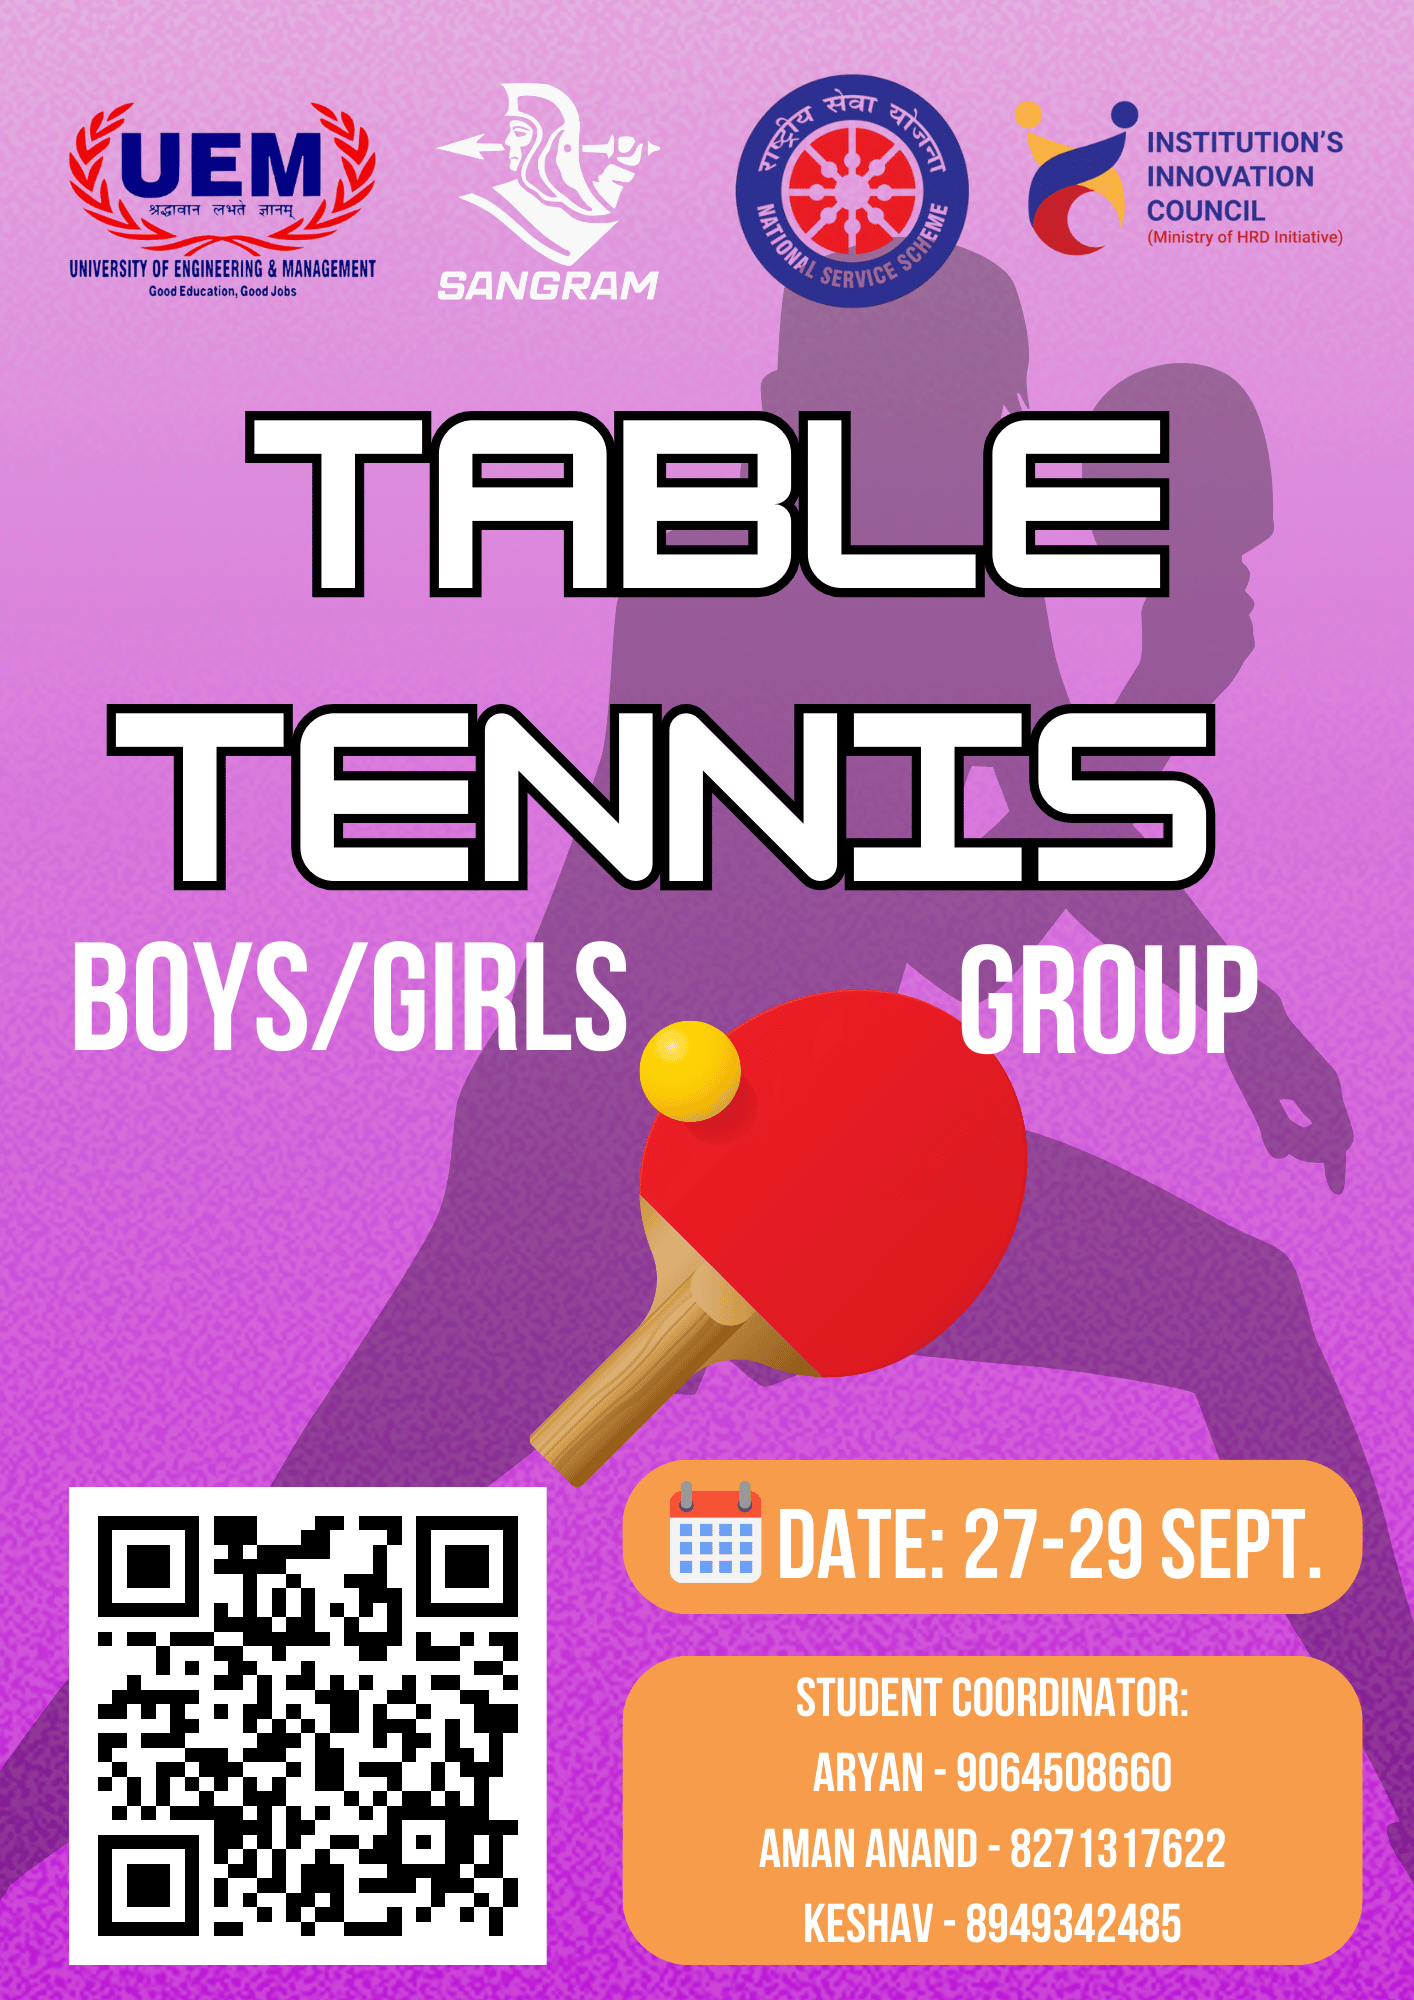 UEM
श्रद्धावान लभते ज्ञानम्
UNIVERSITY OF ENGINEERING & MANAGEMENT
Good Education, Good Jobs
SANGRAM
राष्ट्रीय सेवा योजना
NATIONAL SERVICE SCHEME
INSTITUTION'S
INNOVATION
COUNCIL
(Ministry of HRD Initiative)
TABLE
TENNIS
BOYS/GIRLS GROUP
DATE: 27-29 SEPT.
STUDENT COORDINATOR:
ARYAN - 9064508660
AMAN ANAND - 8271317622
KESHAV - 8949342485